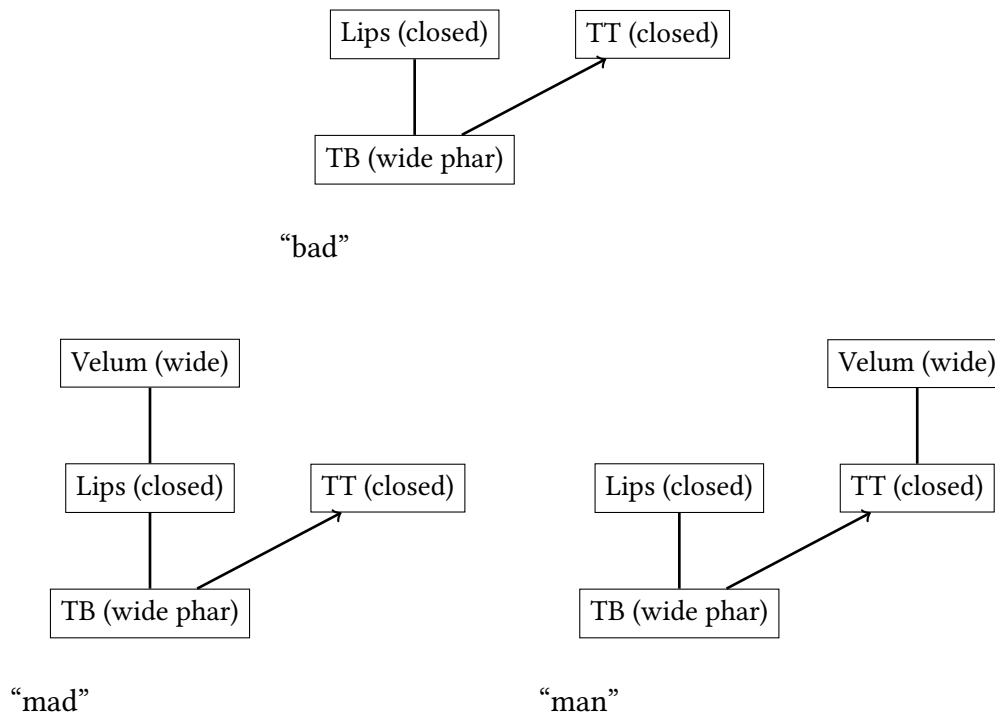 Lips (closed) TT (closed)
TB (wide phar)
“bad”
Velum (wide)
Lips (closed) TT (closed)
TB (wide phar)
“mad”
Velum (wide)
Lips (closed) TT (closed)
TB (wide phar)
“man”